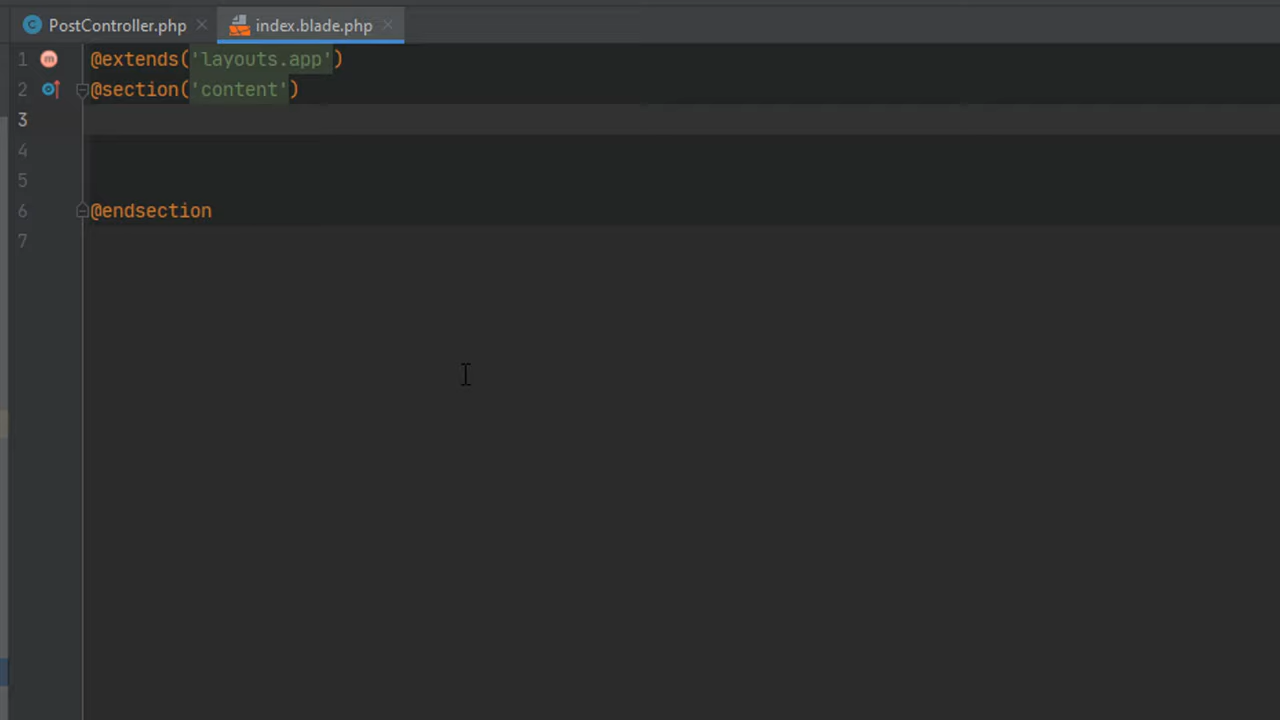 PostController.php
index.blade.php
1 @extends('layouts.app')
2 @section('content')
3
4
5
6 @endsection
7